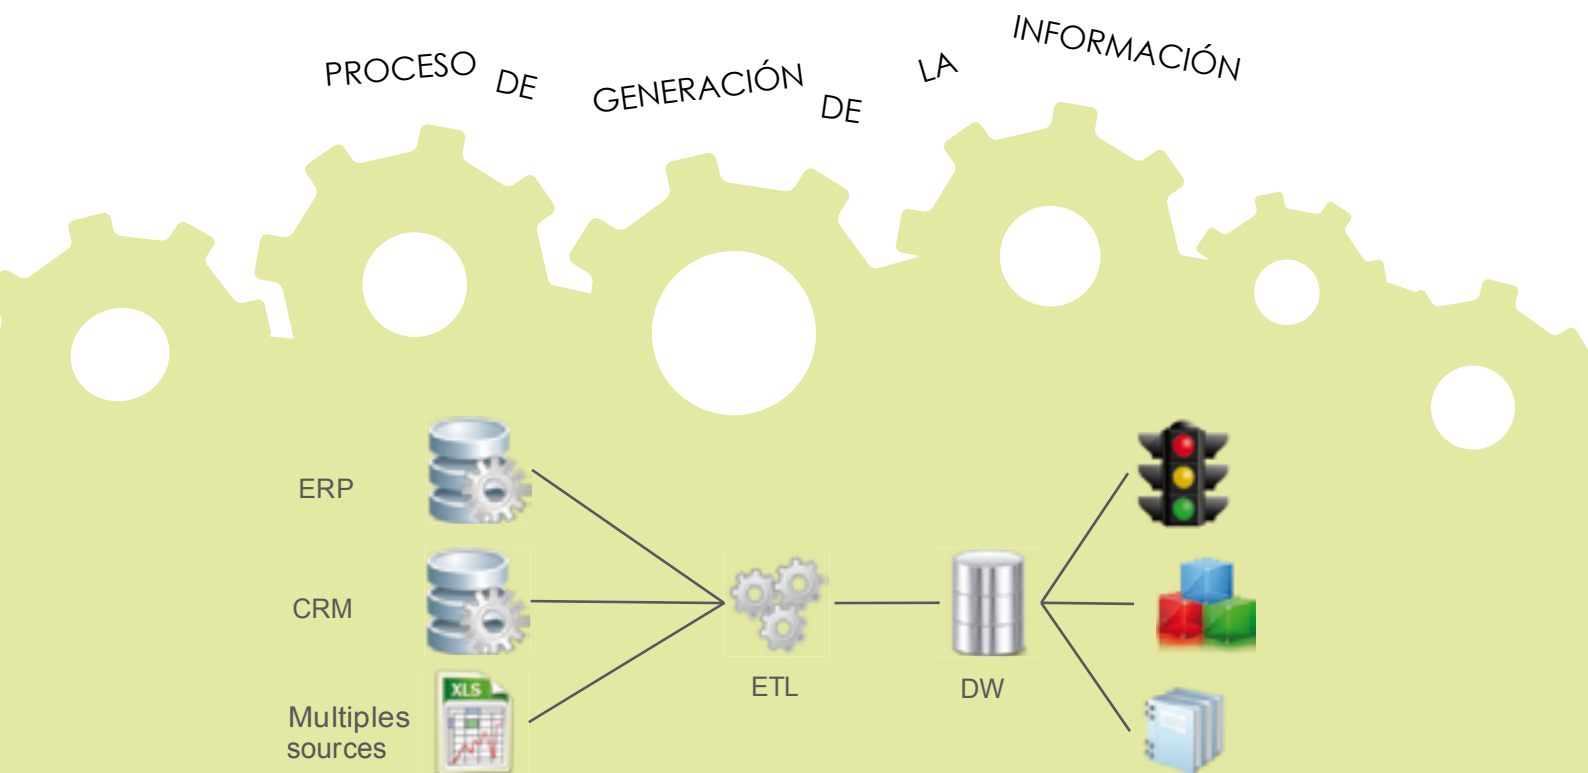 PROCESO DE GENERACIÓN DE LA INFORMACIÓN
ERP
CRM
XLS
ETL
DW
Multiples
sources